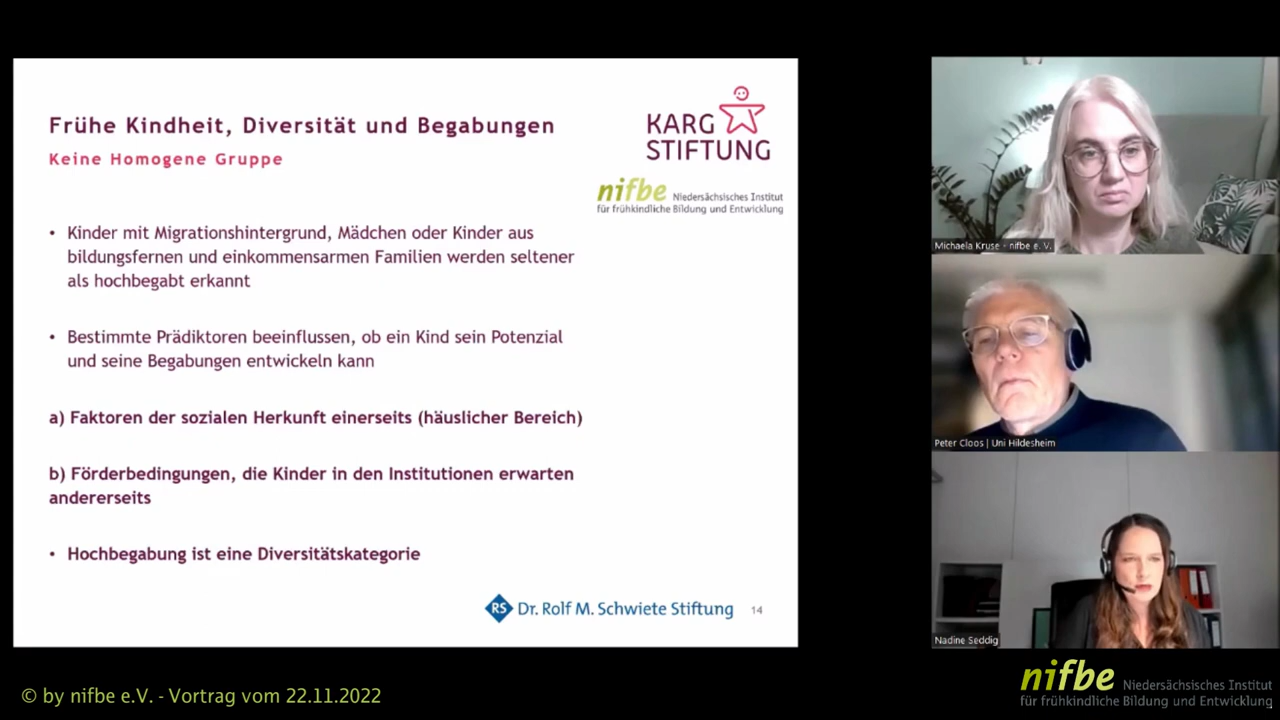 Frühe Kindheit, Diversität und Begabungen
Keine Homogene Gruppe
KARG
STIFTUNG
nifbe Niedersächsisches Institut
für frühkindliche Bildung und Entwicklung
• Kinder mit Migrationshintergrund, Mädchen oder Kinder aus
bildungsfernen und einkommensarmen Familien werden seltener
als hochbegabt erkannt
• Bestimmte Prädiktoren beeinflussen, ob ein Kind sein Potenzial
und seine Begabungen entwickeln kann
a) Faktoren der sozialen Herkunft einerseits (häuslicher Bereich)
b) Förderbedingungen, die Kinder in den Institutionen erwarten
andererseits
• Hochbegabung ist eine Diversitätskategorie
RS Dr. Rolf M. Schwiete Stiftung 14
Michaela Kruse - nifbe e. V.
Peter Cloos | Uni Hildesheim
Nadine Seddig
© by nifbe e.V. - Vortrag vom 22.11.2022
nifbe Niedersächsisches Institut
für frühkindliche Bildung und Entwicklung